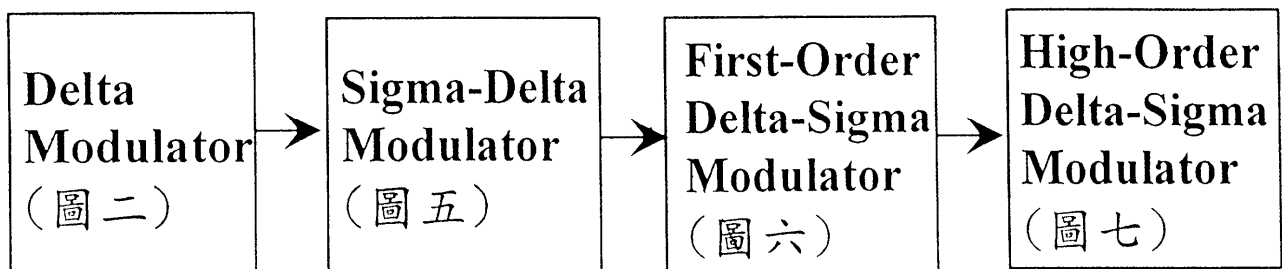 Delta
Modulator
(圖二)
Sigma-Delta
Modulator
(圖五)
First-Order
Delta-Sigma
Modulator
(圖六)
High-Order
Delta-Sigma
Modulator
(圖七)